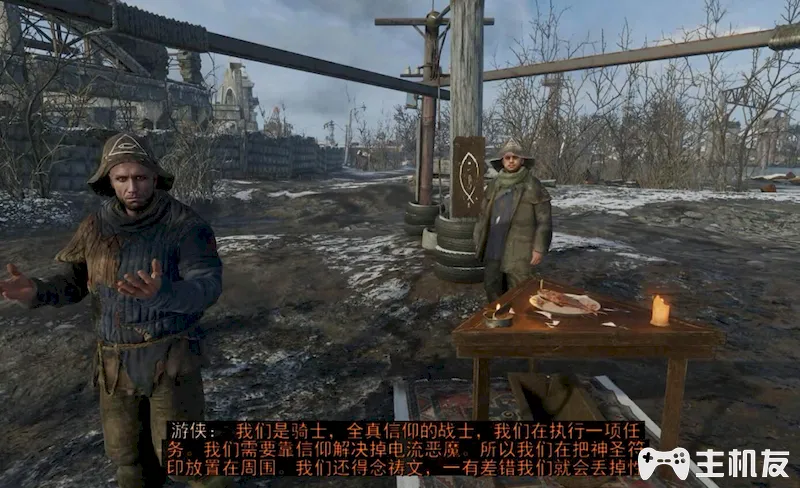 游侠： 我们是骑士，全真信仰的战士，我们在执行一项任
务。我们需要靠信仰解决掉电流恶魔。所以我们在把神圣符
印放置在周围。我们还得念祷文，一有差错我们就会丢掉性
主机友